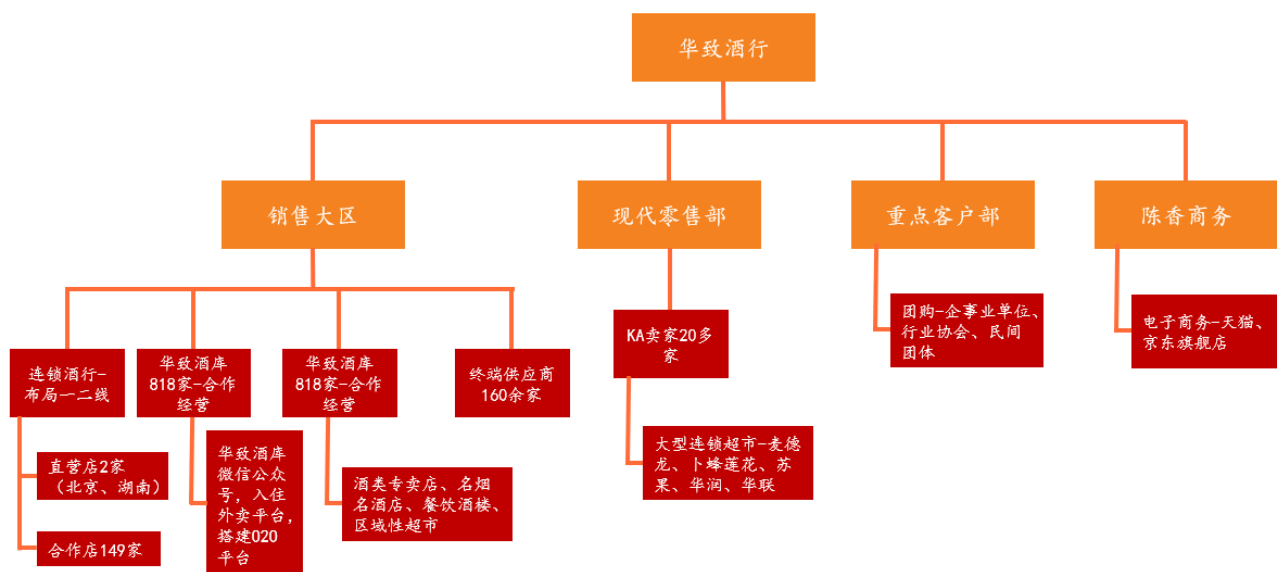 华致酒行
销售大区
现代零售部
重点客户部
陈香商务
连锁酒行-
布局一二线
华致酒库
818家-合作
经营
华致酒库
818家-合作
经营
终端供应商
160余家
KA卖家20多
家
团购-企事业单位、
行业协会、民间
团体
电子商务-天猫、
京东旗舰店
直营店2家
（北京、湖南）
合作店149家
华致酒库
微信公众
号，入住
外卖平台，
搭建O2O
平台
酒类专卖店、名烟
名酒店、餐饮酒楼、
区域性超市
大型连锁超市-麦德
龙、卜蜂莲花、苏
果、华润、华联